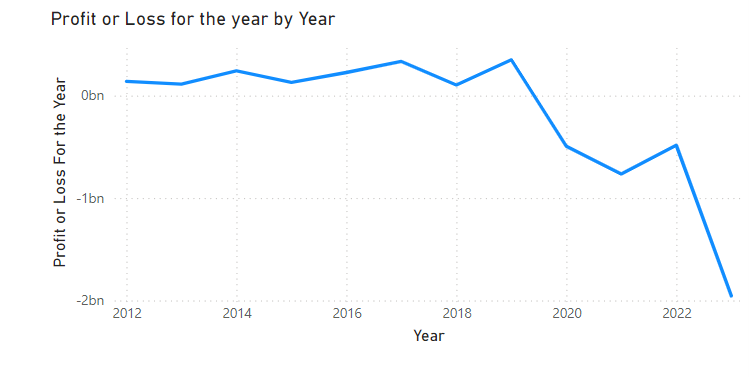 Profit or Loss for the year by Year
Profit or Loss For the Year
0bn
-1bn
-2bn
2012 2014 2016 2018 2020 2022
Year